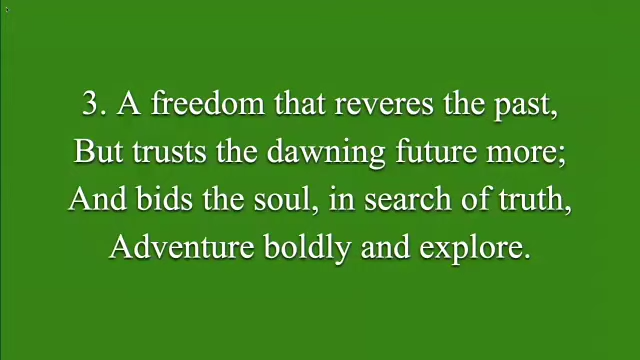 3. A freedom that reveres the past,
But trusts the dawning future more;
And bids the soul, in search of truth,
Adventure boldly and explore.